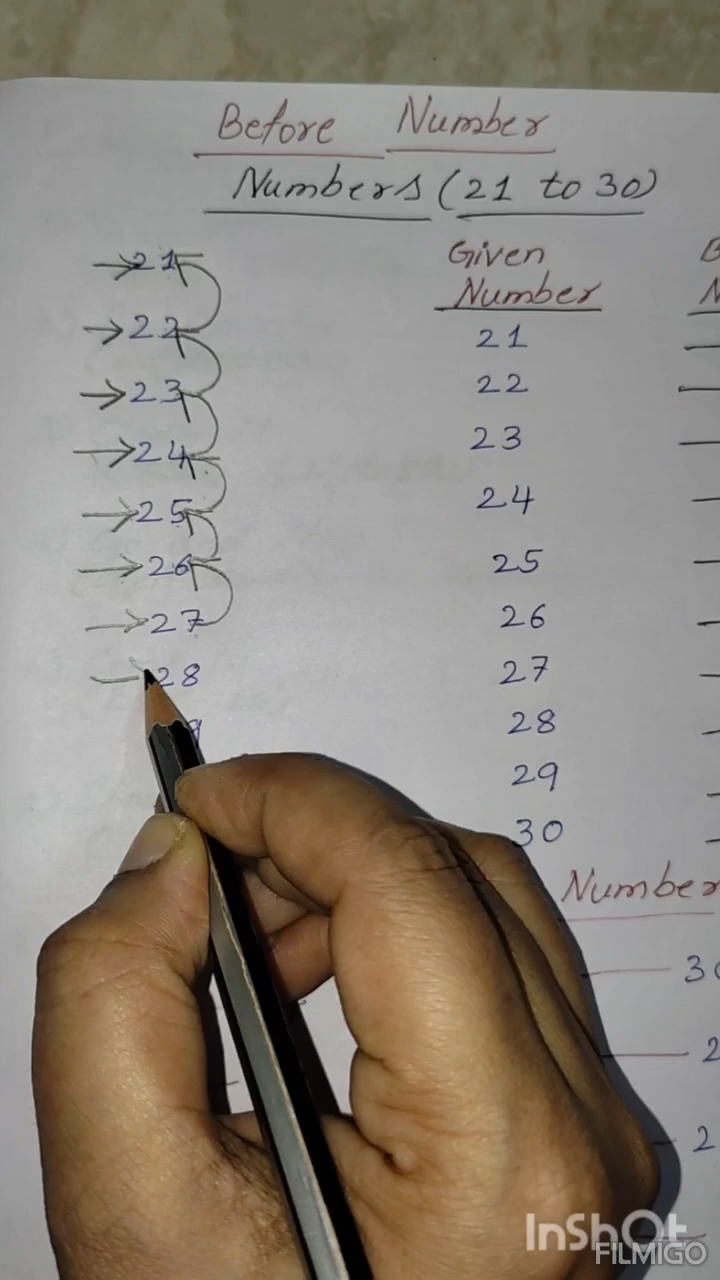 Before Number
Numbers (21 to 30)
21
22
23
24
25
26
27
28
Given
Number
21
22
23
24
25
26
27
28
29
30
Number
InShOt
FILMIGO